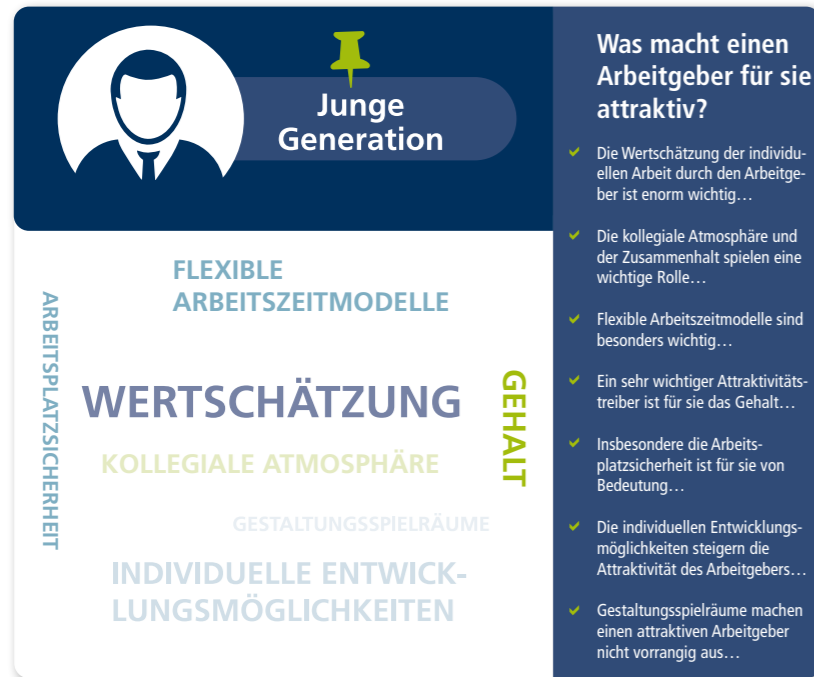 Junge
Generation
FLEXIBLE
ARBEITSZEITMODELLE
ARBEITSPLATZSICHERHEIT
WERTSCHÄTZUNG
GEHALT
KOLLEGIALE ATMOSPHÄRE
GESTALTUNGSSPIELRÄUME
INDIVIDUELLE ENTWICK-
LUNGSMÖGLICHKEITEN
Was macht einen
Arbeitgeber für sie
attraktiv?
Die Wertschätzung der individu-
ellen Arbeit durch den Arbeitge-
ber ist enorm wichtig…
Die kollegiale Atmosphäre und
der Zusammenhalt spielen eine
wichtige Rolle…
Flexible Arbeitszeitmodelle sind
besonders wichtig…
Ein sehr wichtiger Attraktivitäts-
treiber ist für sie das Gehalt…
Insbesondere die Arbeits-
platzsicherheit ist für sie von
Bedeutung…
Die individuellen Entwicklungs-
möglichkeiten steigern die
Attraktivität des Arbeitgebers…
Gestaltungsspielräume machen
einen attraktiven Arbeitgeber
nicht vorrangig aus…